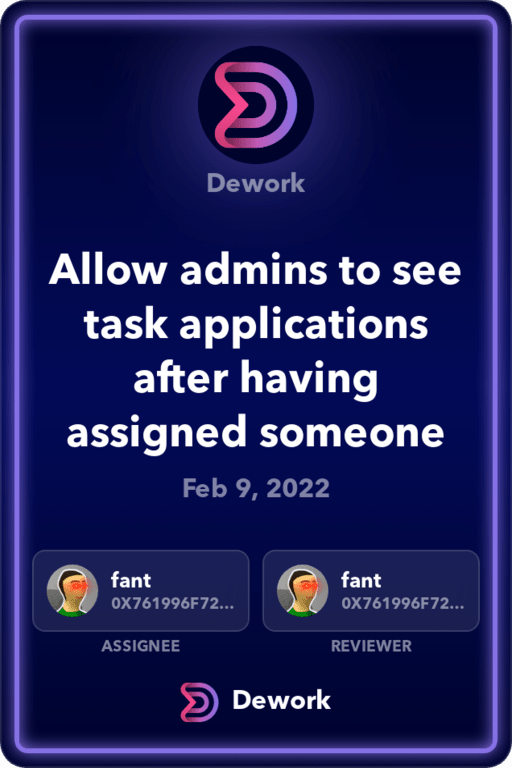 Dework
Allow admins to see
task applications
after having
assigned someone
Feb 9, 2022
fant
0X761996F72...
ASSIGNEE
fant
0X761996F72...
REVIEWER
Dework